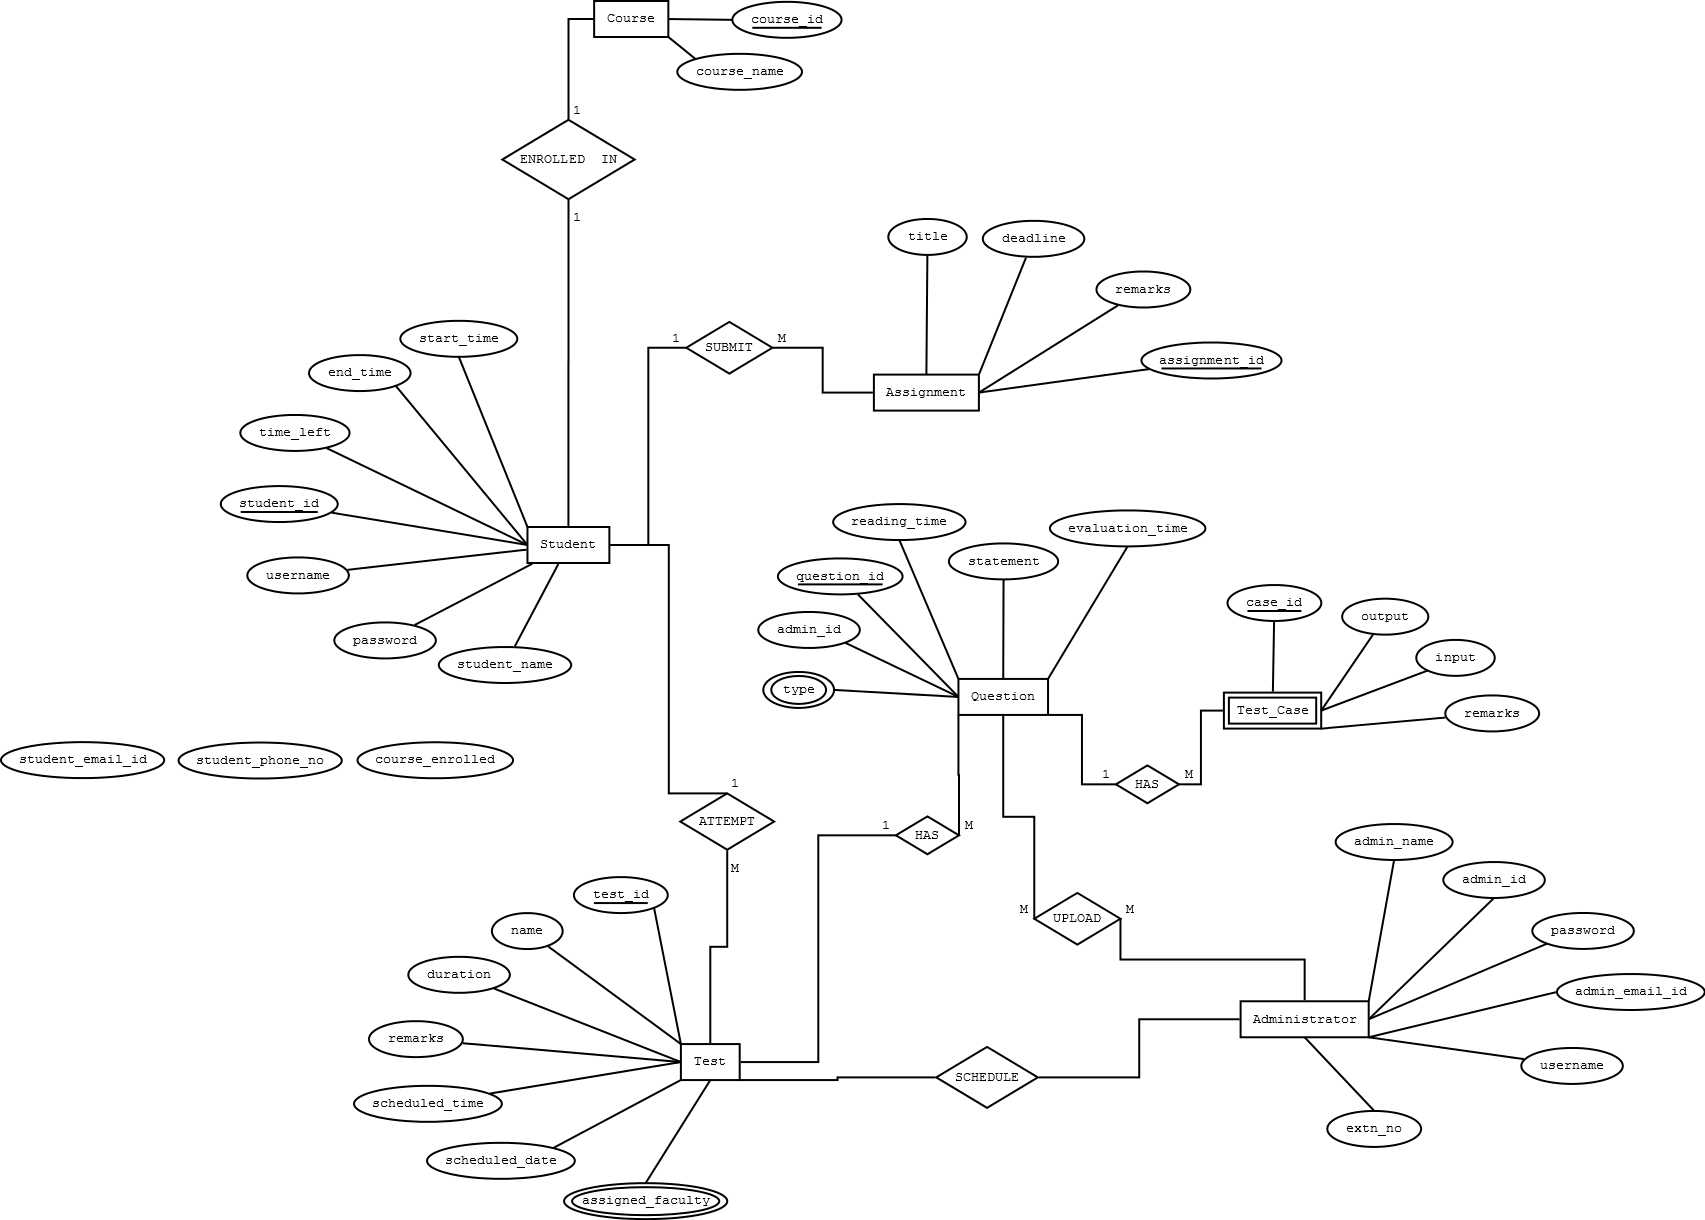 Course
course_id
course_name
1
ENROLLED  IN
1
title
deadline
remarks
assignment_id
start_time
end_time
time_left
student_id
username
password
student_name
Student
1
SUBMIT
M
Assignment
reading_time
evaluation_time
statement
question_id
admin_id
type
Question
case_id
output
input
remarks
Test_Case
student_email_id
student_phone_no
course_enrolled
1
HAS
M
1
ATTEMPT
M
1
HAS
M
M
UPLOAD
M
admin_name
admin_id
password
admin_email_id
username
extn_no
Administrator
test_id
name
duration
remarks
scheduled_time
scheduled_date
assigned_faculty
Test
SCHEDULE